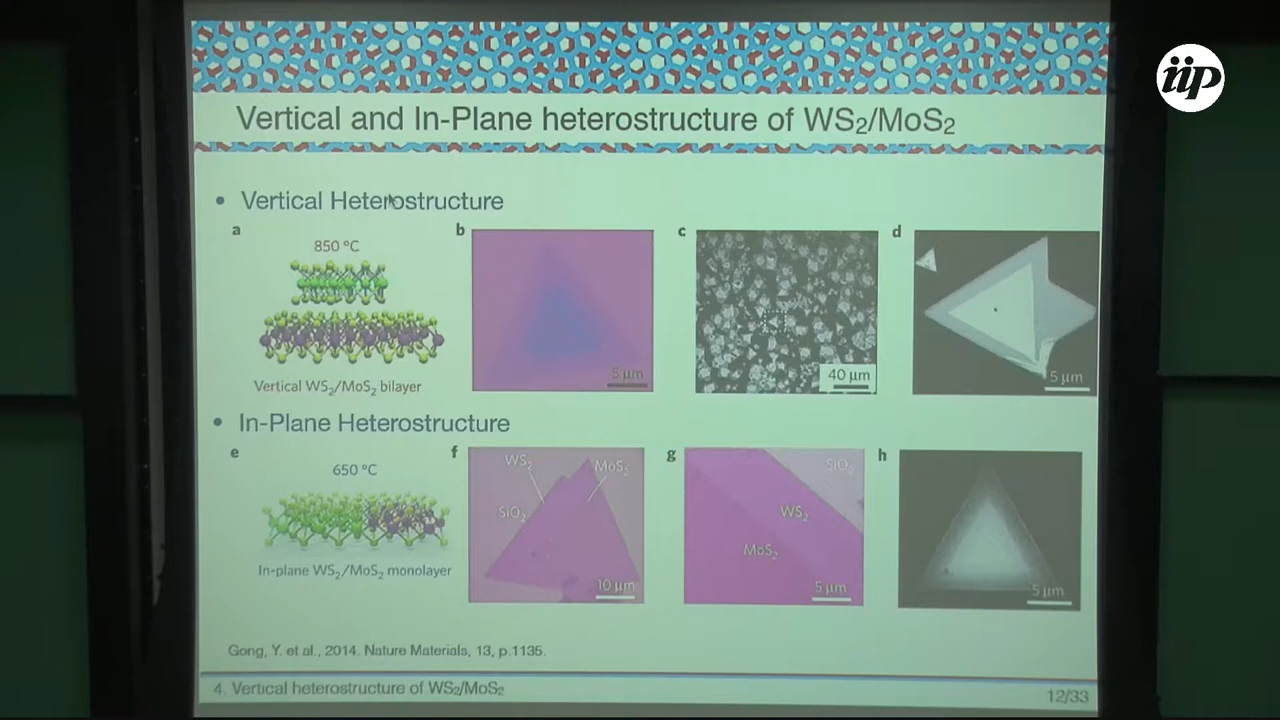 iip
Vertical and In-Plane heterostructure of WS₂/MoS₂
• Vertical Heterostructure
a
850 ºC
Vertical WS₂/MoS₂ bilayer
b
5 µm
c
40 µm
d
5 µm
• In-Plane Heterostructure
e
650 ºC
In-plane WS₂/MoS₂ monolayer
f
WS₂
MoS₂
SiO₂
10 µm
g
SiO₂
WS₂
MoS₂
5 µm
h
5 µm
Gong, Y. et al., 2014. Nature Materials, 13, p.1135.
4. Vertical heterostructure of WS₂/MoS₂
12/33